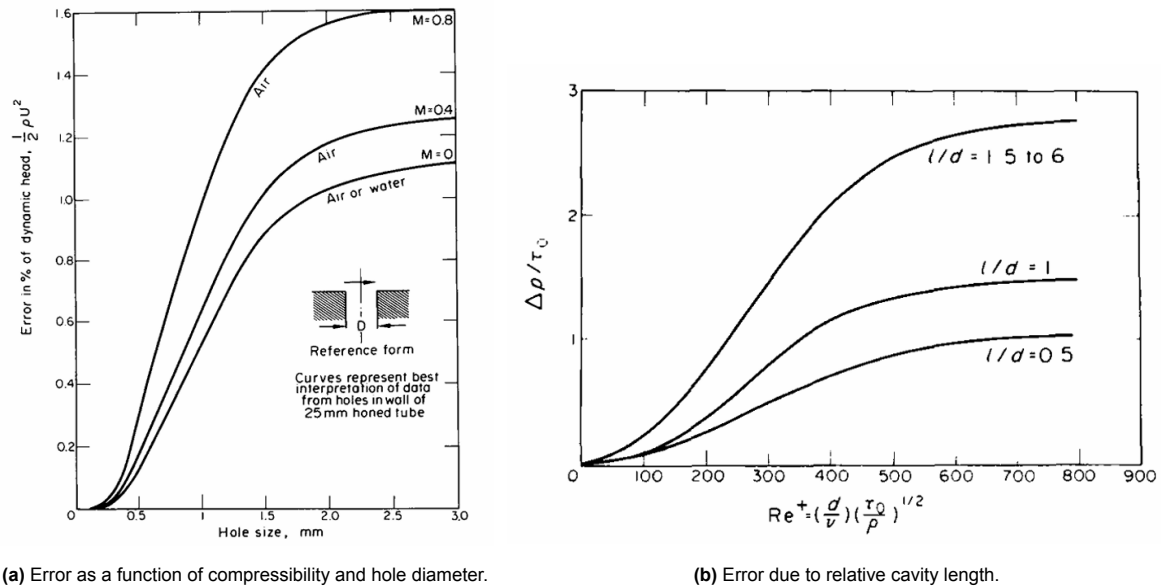 1.6
M=0.8
1.4
Air
1.2
M=0.4
Air
M=0
1.0
Air or water
0.8
0.6
D
Reference form
0.4
Curves represent best
interpretation of data
from holes in wall of
25mm honed tube
0.2
0 0.5 1 1.5 2.0 2.5 3.0
Hole size, mm
Error in % of dynamic head, ½ρU²
(a) Error as a function of compressibility and hole diameter.
3
l/d = 1 5 to 6
2
l/d = 1
1
l/d = 0 5
0
0 100 200 300 400 500 600 700 800 900
Δρ/τ₀
Re⁺=(d/ν)(τ₀/ρ)^1/2
(b) Error due to relative cavity length.